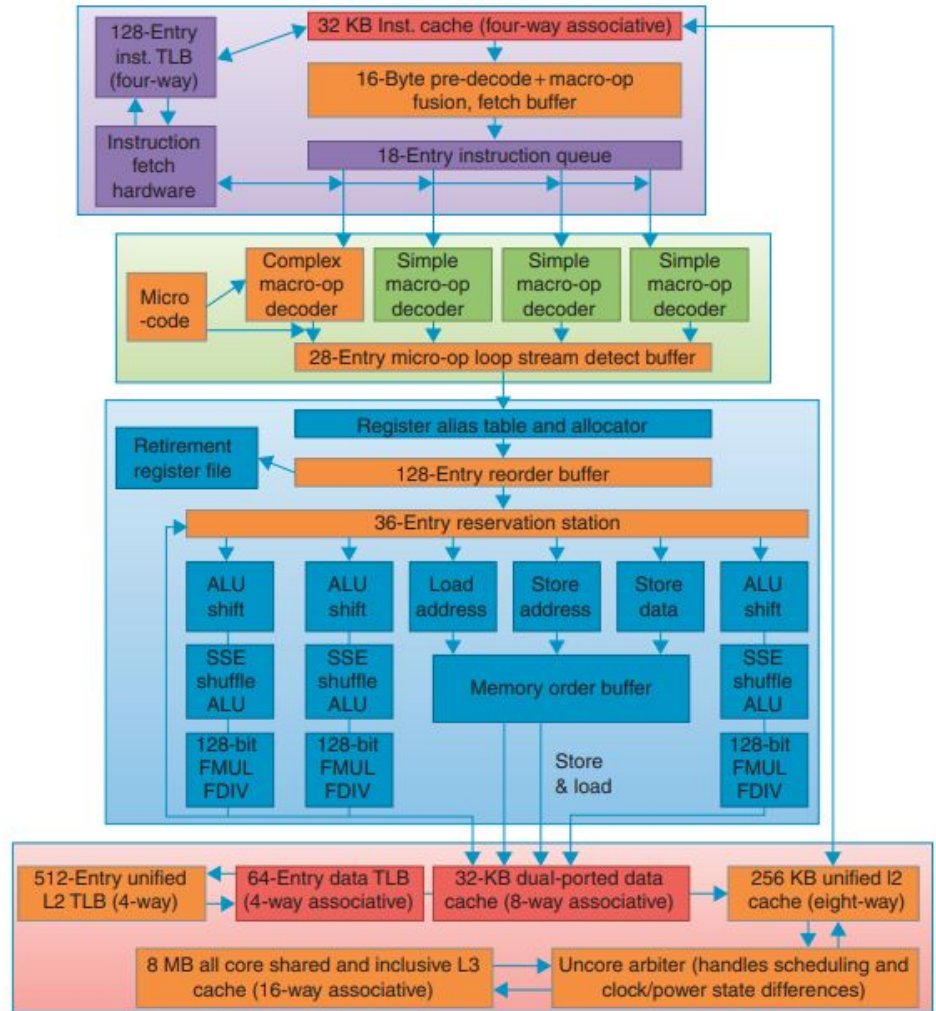 128-Entry
inst. TLB
(four-way)
32 KB Inst. cache (four-way associative)
16-Byte pre-decode + macro-op
fusion, fetch buffer
Instruction
fetch
hardware
18-Entry instruction queue
Micro
-code
Complex
macro-op
decoder
Simple
macro-op
decoder
Simple
macro-op
decoder
Simple
macro-op
decoder
28-Entry micro-op loop stream detect buffer
Register alias table and allocator
Retirement
register file
128-Entry reorder buffer
36-Entry reservation station
ALU
shift
ALU
shift
Load
address
Store
address
Store
data
ALU
shift
SSE
shuffle
ALU
SSE
shuffle
ALU
Memory order buffer
SSE
shuffle
ALU
128-bit
FMUL
FDIV
128-bit
FMUL
FDIV
Store
& load
128-bit
FMUL
FDIV
512-Entry unified
L2 TLB (4-way)
64-Entry data TLB
(4-way associative)
32-KB dual-ported data
cache (8-way associative)
256 KB unified l2
cache (eight-way)
8 MB all core shared and inclusive L3
cache (16-way associative)
Uncore arbiter (handles scheduling and
clock/power state differences)